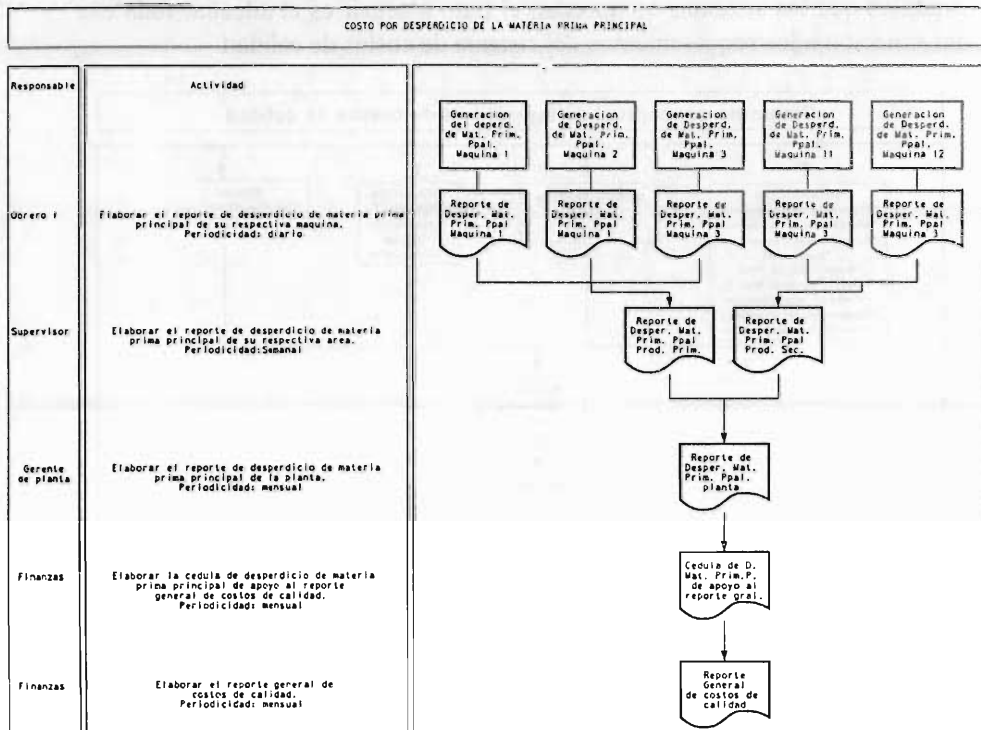 COSTO POR DESPERDICIO DE LA MATERIA PRIMA PRINCIPAL
Responsable
Actividad
Generacion
del deperd.
de Mat. Prim.
Ppal.
Maquina 1
Generacion
de Desperd.
de Mat. Prim.
Ppal.
Maquina 2
Generacion
de Desperd.
de Mat. Prim.
Ppal.
Maquina 3
Generacion
de Desperd.
de Mat. Prim.
Ppal.
Maquina 11
Generacion
de Desperd.
de Mat. Prim.
Ppal.
Maquina 12
Obrero 1
Elaborar el reporte de desperdicio de materia prima
principal de su respectiva maquina.
Periodicidad: diario
Reporte de
Desper. Mat.
Prim. Ppal
Maquina 1
Reporte de
Desper. Mat.
Prim. Ppal
Maquina 1
Reporte de
Desper. Mat.
Prim. Ppal
Maquina 3
Reporte de
Desper. Mat.
Prim. Ppal
Maquina 3
Reporte de
Desper. Mat.
Prim. Ppal
Maquina 3
Supervisor
Elaborar el reporte de desperdicio de materia
prima principal de su respectiva area.
Periodicidad:Semanal
Reporte de
Desper. Mat.
Prim. Ppal
Prod. Prim.
Reporte de
Desper. Mat.
Prim. Ppal
Prod. Sec.
Gerente
de planta
Elaborar el reporte de desperdicio de materia
prima principal de la planta.
Periodicidad: mensual
Reporte de
Desper. Mat.
Prim. Ppal.
planta
Finanzas
Elaborar la cedula de desperdicio de materia
prima principal de apoyo al reporte
general de costos de calidad.
Periodicidad: mensual
Cedula de D.
Mat. Prim.P.
de apoyo al
reporte gral.
Finanzas
Elaborar el reporte general de
costos de calidad.
Periodicidad: mensual
Reporte
General
de costos de
calidad